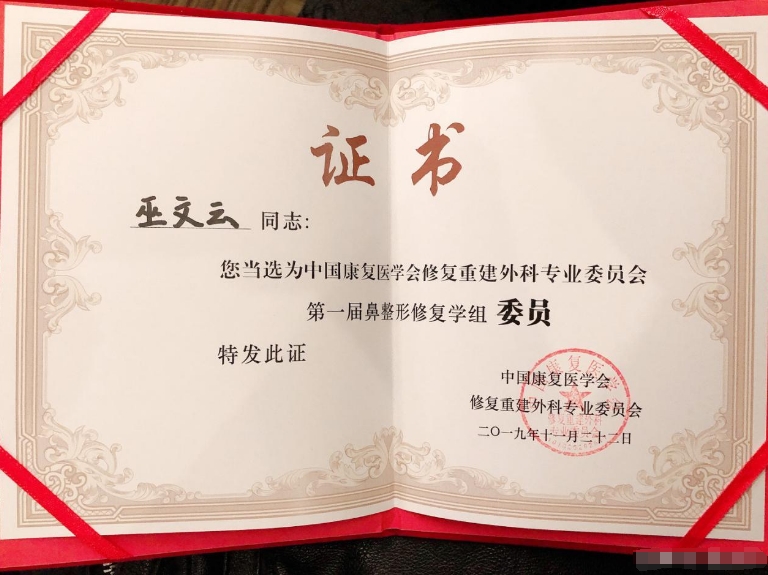 证书
巫文云 同志:
您当选为中国康复医学会修复重建外科专业委员会
第一届鼻整形修复学组 委员
特发此证
中国康复医学会
修复重建外科专业委员会
二〇一九年十一月二十三日